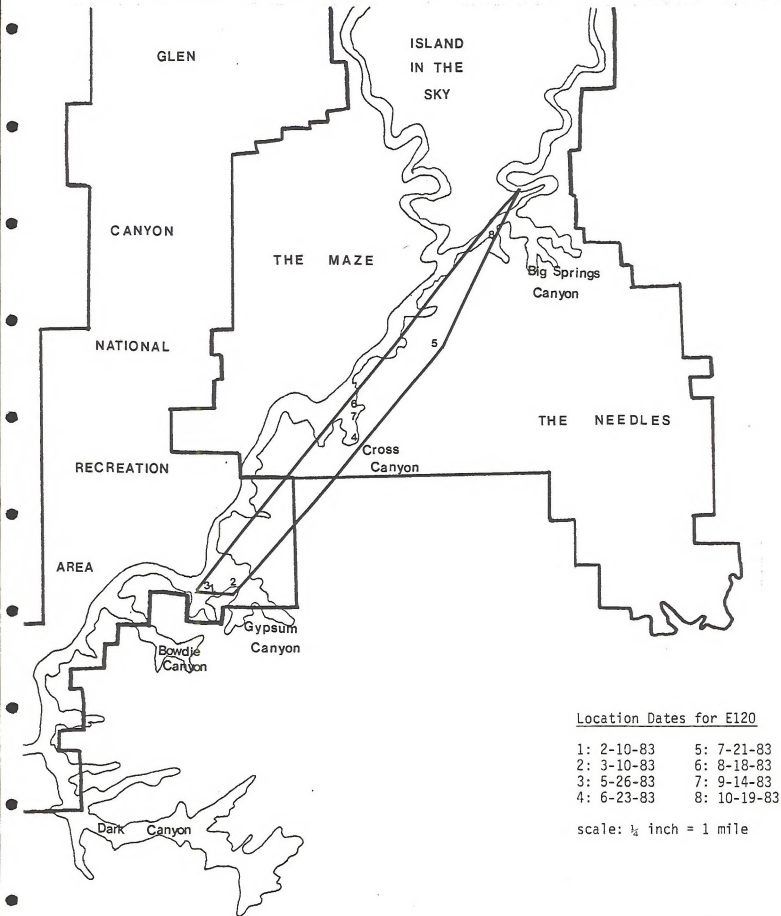 GLEN
ISLAND
IN THE
SKY
CANYON
THE MAZE
8
Big Springs
Canyon
NATIONAL
5
6
7
4
THE NEEDLES
Cross
Canyon
RECREATION
AREA
3
1
2
Gypsum
Canyon
Bowdie
Canyon
Location Dates for E120
1: 2-10-83 5: 7-21-83
2: 3-10-83 6: 8-18-83
3: 5-26-83 7: 9-14-83
4: 6-23-83 8: 10-19-83
scale: ¼ inch = 1 mile
Dark Canyon